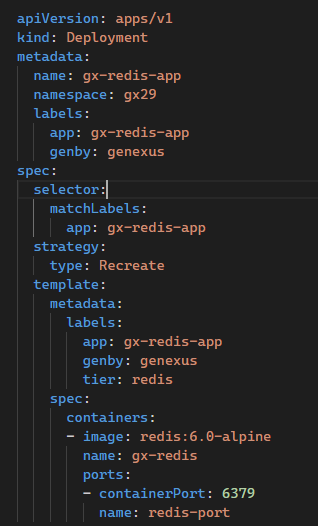 apiVersion: apps/v1
kind: Deployment
metadata:
  name: gx-redis-app
  namespace: gx29
  labels:
    app: gx-redis-app
    genby: genexus
spec:
  selector:
    matchLabels:
      app: gx-redis-app
  strategy:
    type: Recreate
  template:
    metadata:
      labels:
        app: gx-redis-app
        genby: genexus
        tier: redis
    spec:
      containers:
      - image: redis:6.0-alpine
        name: gx-redis
        ports:
        - containerPort: 6379
          name: redis-port